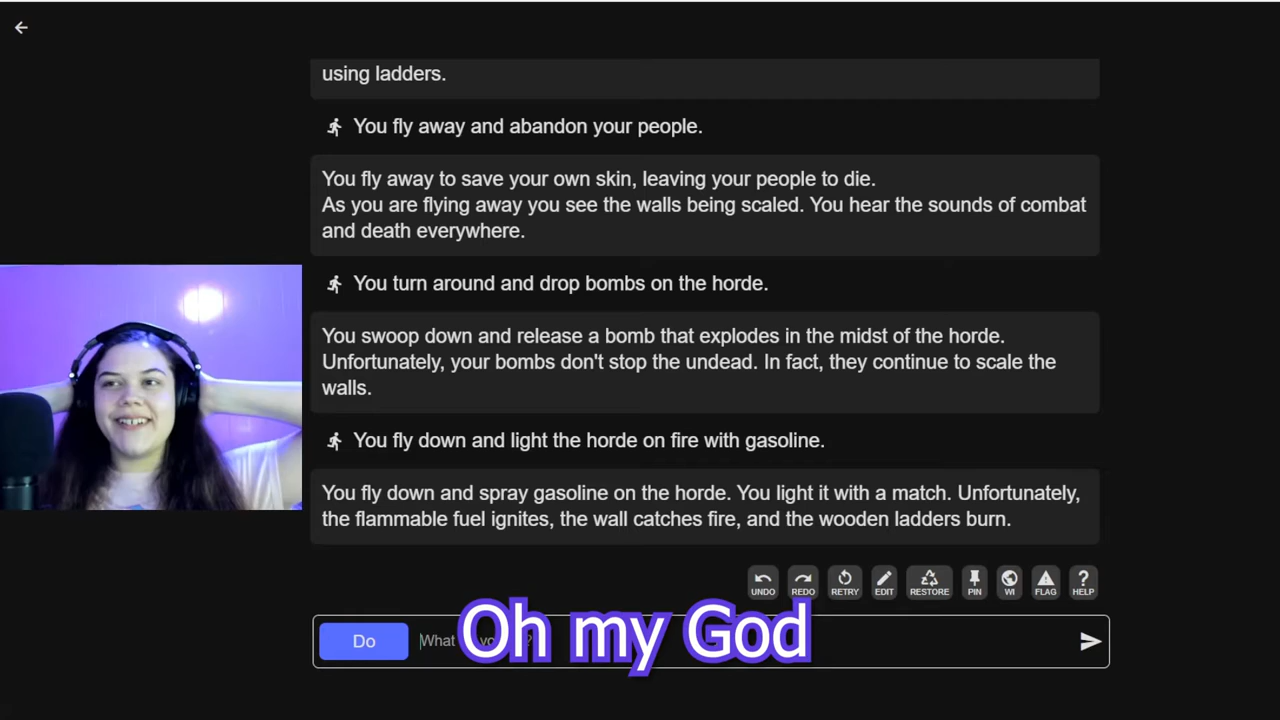 using ladders.
You fly away and abandon your people.
You fly away to save your own skin, leaving your people to die.
As you are flying away you see the walls being scaled. You hear the sounds of combat
and death everywhere.
You turn around and drop bombs on the horde.
You swoop down and release a bomb that explodes in the midst of the horde.
Unfortunately, your bombs don't stop the undead. In fact, they continue to scale the
walls.
You fly down and light the horde on fire with gasoline.
You fly down and spray gasoline on the horde. You light it with a match. Unfortunately,
the flammable fuel ignites, the wall catches fire, and the wooden ladders burn.
UNDO REDO RETRY EDIT RESTORE PIN WI FLAG HELP
Do What
Oh my God